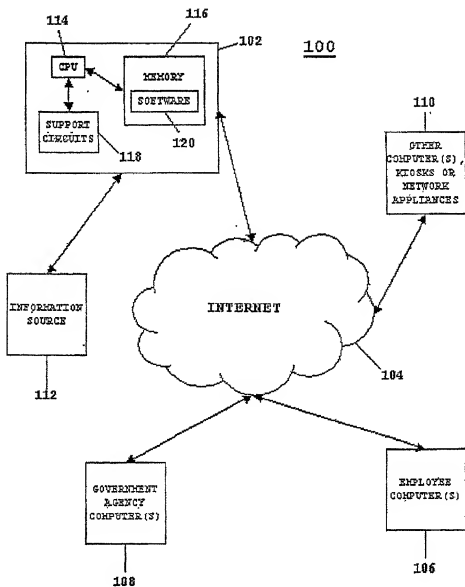 114
116
102
100
CPU
MEMORY
SOFTWARE
120
SUPPORT
CIRCUITS
118
110
OTHER
COMPUTER(S),
KIOSKS OR
NETWORK
APPLIANCES
INTERNET
104
INFORMATION
SOURCE
112
GOVERNMENT
AGENCY
COMPUTER(S)
108
EMPLOYEE
COMPUTER(S)
106